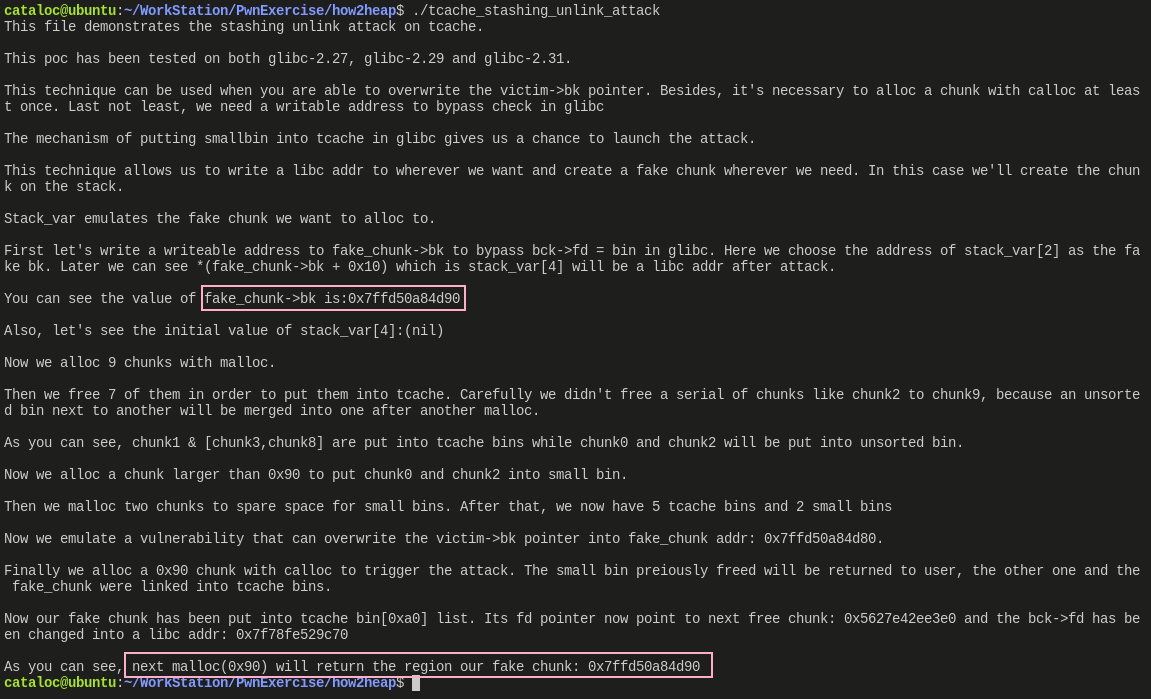 cataloc@ubuntu:~/WorkStation/PwnExercise/how2heap$ ./tcache_stashing_unlink_attack
This file demonstrates the stashing unlink attack on tcache.
This poc has been tested on both glibc-2.27, glibc-2.29 and glibc-2.31.
This technique can be used when you are able to overwrite the victim->bk pointer. Besides, it's necessary to alloc a chunk with calloc at leas
t once. Last not least, we need a writable address to bypass check in glibc
The mechanism of putting smallbin into tcache in glibc gives us a chance to launch the attack.
This technique allows us to write a libc addr to wherever we want and create a fake chunk wherever we need. In this case we'll create the chun
k on the stack.
Stack_var emulates the fake chunk we want to alloc to.
First let's write a writeable address to fake_chunk->bk to bypass bck->fd = bin in glibc. Here we choose the address of stack_var[2] as the fa
ke bk. Later we can see *(fake_chunk->bk + 0x10) which is stack_var[4] will be a libc addr after attack.
You can see the value of fake_chunk->bk is:0x7ffd50a84d90
Also, let's see the initial value of stack_var[4]:(nil)
Now we alloc 9 chunks with malloc.
Then we free 7 of them in order to put them into tcache. Carefully we didn't free a serial of chunks like chunk2 to chunk9, because an unsorte
d bin next to another will be merged into one after another malloc.
As you can see, chunk1 & [chunk3,chunk8] are put into tcache bins while chunk0 and chunk2 will be put into unsorted bin.
Now we alloc a chunk larger than 0x90 to put chunk0 and chunk2 into small bin.
Then we malloc two chunks to spare space for small bins. After that, we now have 5 tcache bins and 2 small bins
Now we emulate a vulnerability that can overwrite the victim->bk pointer into fake_chunk addr: 0x7ffd50a84d80.
Finally we alloc a 0x90 chunk with calloc to trigger the attack. The small bin preiously freed will be returned to user, the other one and the
fake_chunk were linked into tcache bins.
Now our fake chunk has been put into tcache bin[0xa0] list. Its fd pointer now point to next free chunk: 0x5627e42ee3e0 and the bck->fd has be
en changed into a libc addr: 0x7f78fe529c70
As you can see, next malloc(0x90) will return the region our fake chunk: 0x7ffd50a84d90
cataloc@ubuntu:~/WorkStation/PwnExercise/how2heap$